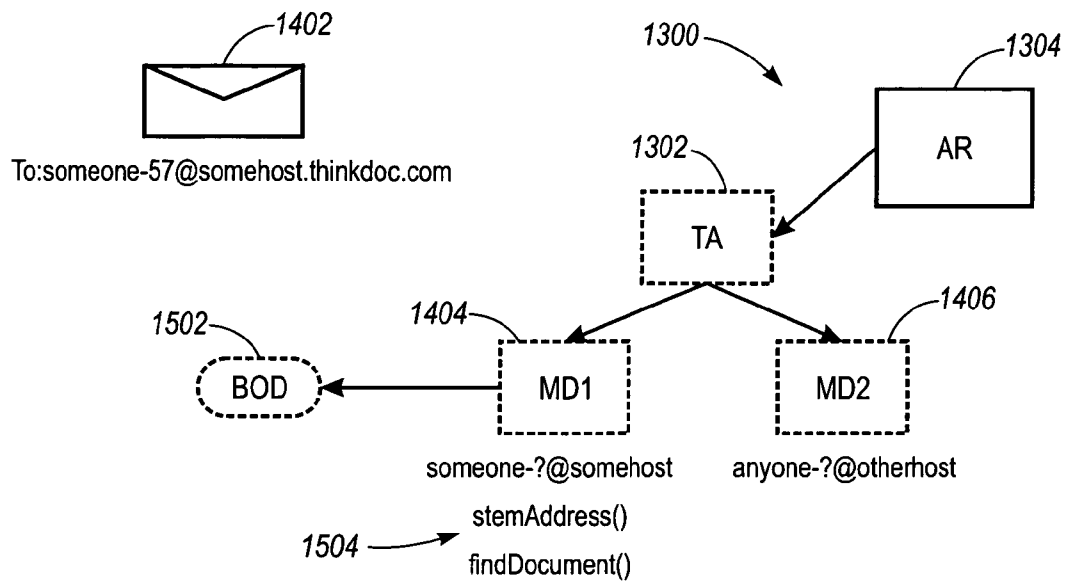 1402
1300
1304
AR
To:someone-57@somehost.thinkdoc.com
1302
TA
1502
1404
1406
BOD
MD1
MD2
someone-?@somehost
anyone-?@otherhost
stemAddress()
1504
findDocument()